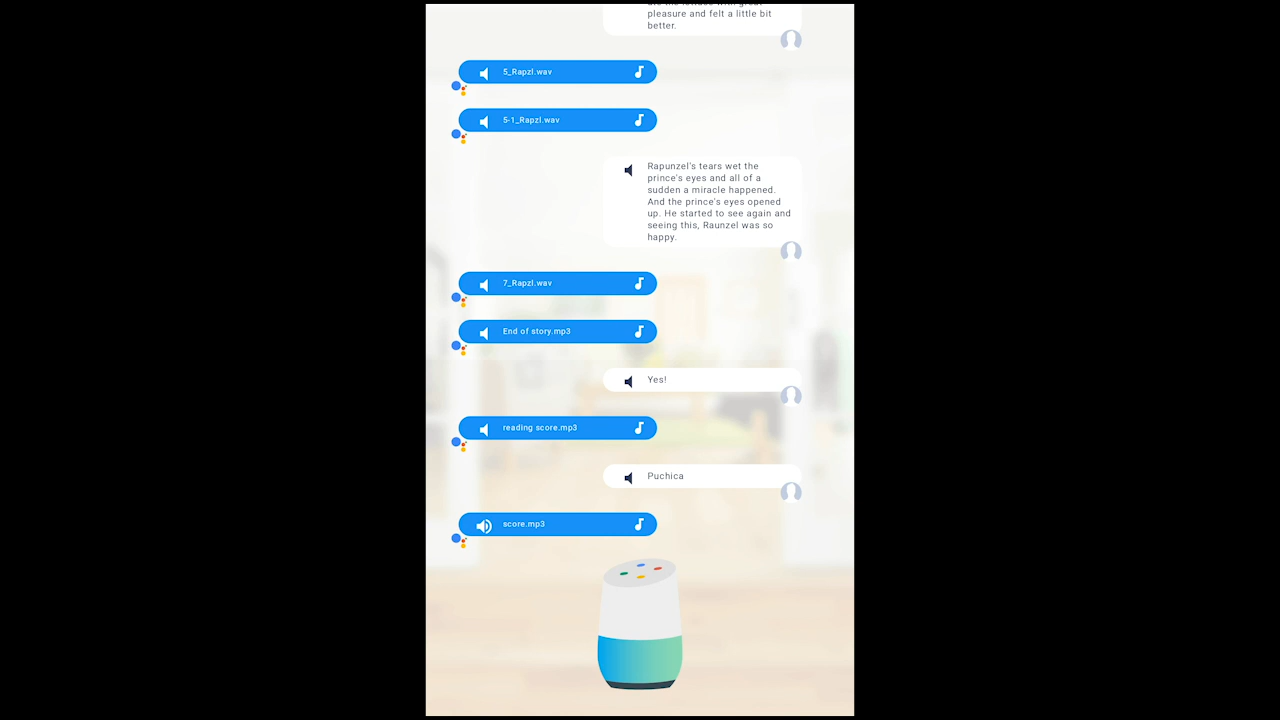 pleasure and felt a little bit
better.
5_Rapzl.wav
5-1_Rapzl.wav
Rapunzel's tears wet the
prince's eyes and all of a
sudden a miracle happened.
And the prince's eyes opened
up. He started to see again and
seeing this, Raunzel was so
happy.
7_Rapzl.wav
End of story.mp3
Yes!
reading score.mp3
Puchica
score.mp3